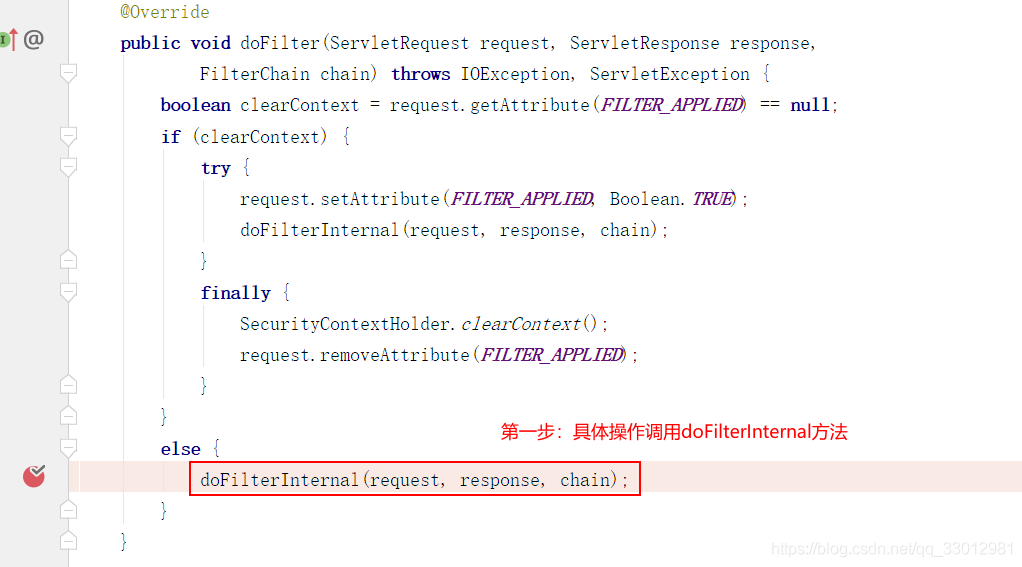 @Override
public void doFilter(ServletRequest request, ServletResponse response,
FilterChain chain) throws IOException, ServletException {
boolean clearContext = request.getAttribute(FILTER_APPLIED) == null;
if (clearContext) {
try {
request.setAttribute(FILTER_APPLIED, Boolean.TRUE);
doFilterInternal(request, response, chain);
}
finally {
SecurityContextHolder.clearContext();
request.removeAttribute(FILTER_APPLIED);
}
}
第一步：具体操作调用doFilterInternal方法
else {
doFilterInternal(request, response, chain);
}
}
https://blog.csdn.net/qq_33012981